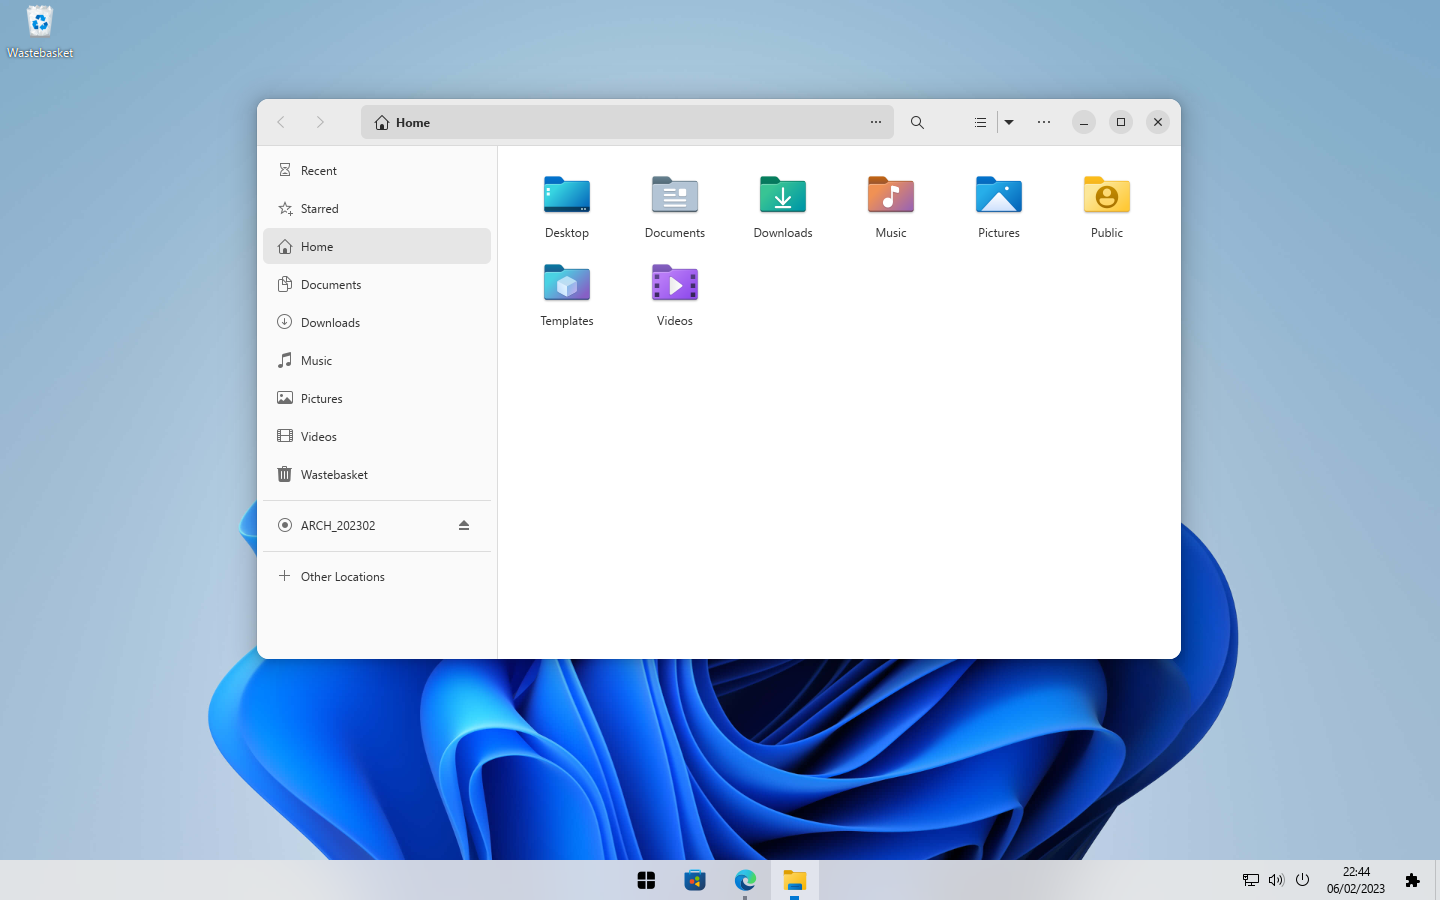 Wastebasket
Home
Recent
Starred
Home
Documents
Downloads
Music
Pictures
Videos
Wastebasket
ARCH_202302
Other Locations
Desktop
Documents
Downloads
Music
Pictures
Public
Templates
Videos
22:44
06/02/2023